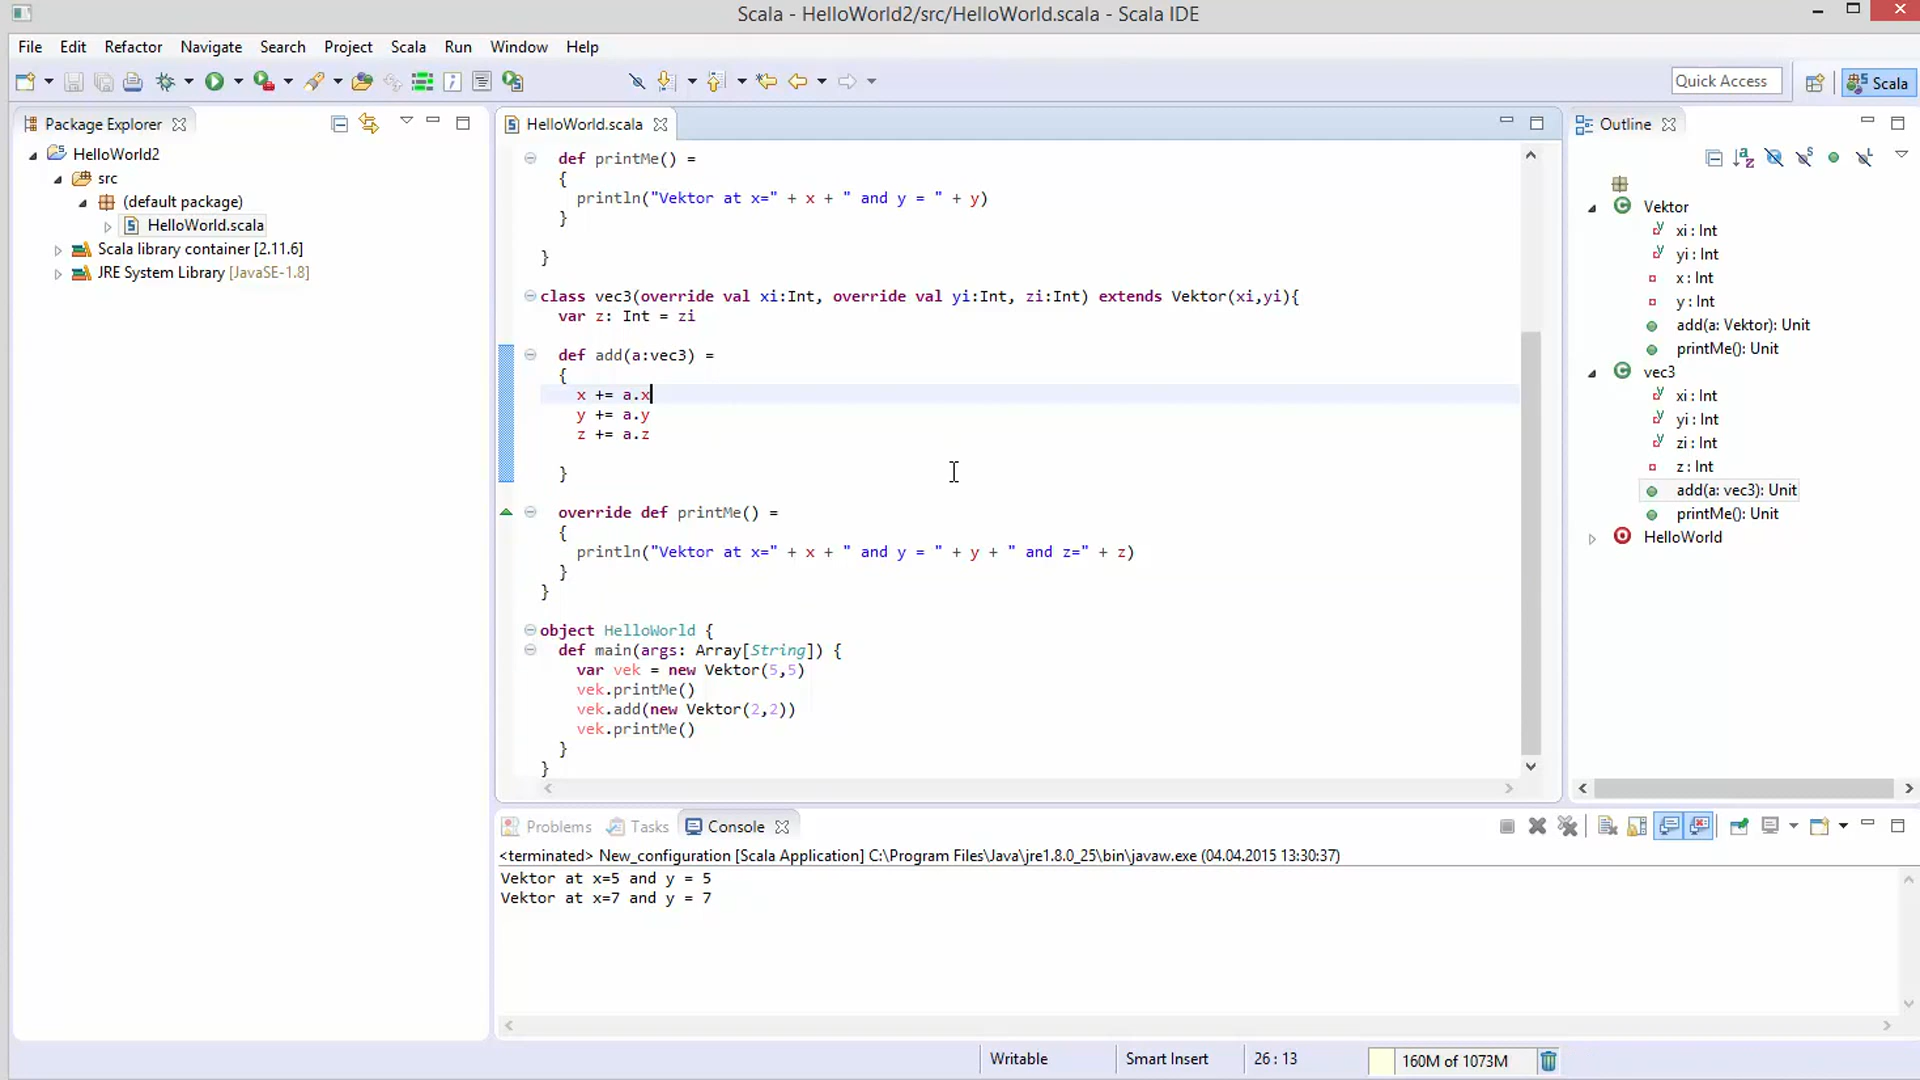 Scala - HelloWorld2/src/HelloWorld.scala - Scala IDE
File Edit Refactor Navigate Search Project Scala Run Window Help
Quick Access
Scala
Package Explorer
HelloWorld2
src
(default package)
HelloWorld.scala
Scala library container [2.11.6]
JRE System Library [JavaSE-1.8]
HelloWorld.scala
def printMe() =
{
println("Vektor at x=" + x + " and y = " + y)
}
}
class vec3(override val xi:Int, override val yi:Int, zi:Int) extends Vektor(xi,yi){
var z: Int = zi
def add(a:vec3) =
{
x += a.x
y += a.y
z += a.z
}
override def printMe() =
{
println("Vektor at x=" + x + " and y = " + y + " and z=" + z)
}
}
object HelloWorld {
def main(args: Array[String]) {
var vek = new Vektor(5,5)
vek.printMe()
vek.add(new Vektor(2,2))
vek.printMe()
}
}
Outline
Vektor
xi : Int
yi : Int
x : Int
y : Int
add(a: Vektor): Unit
printMe(): Unit
vec3
xi : Int
yi : Int
zi : Int
z : Int
add(a: vec3): Unit
printMe(): Unit
HelloWorld
Problems Tasks Console
<terminated> New_configuration [Scala Application] C:\Program Files\Java\jre1.8.0_25\bin\javaw.exe (04.04.2015 13:30:37)
Vektor at x=5 and y = 5
Vektor at x=7 and y = 7
Writable Smart Insert 26 : 13 160M of 1073M